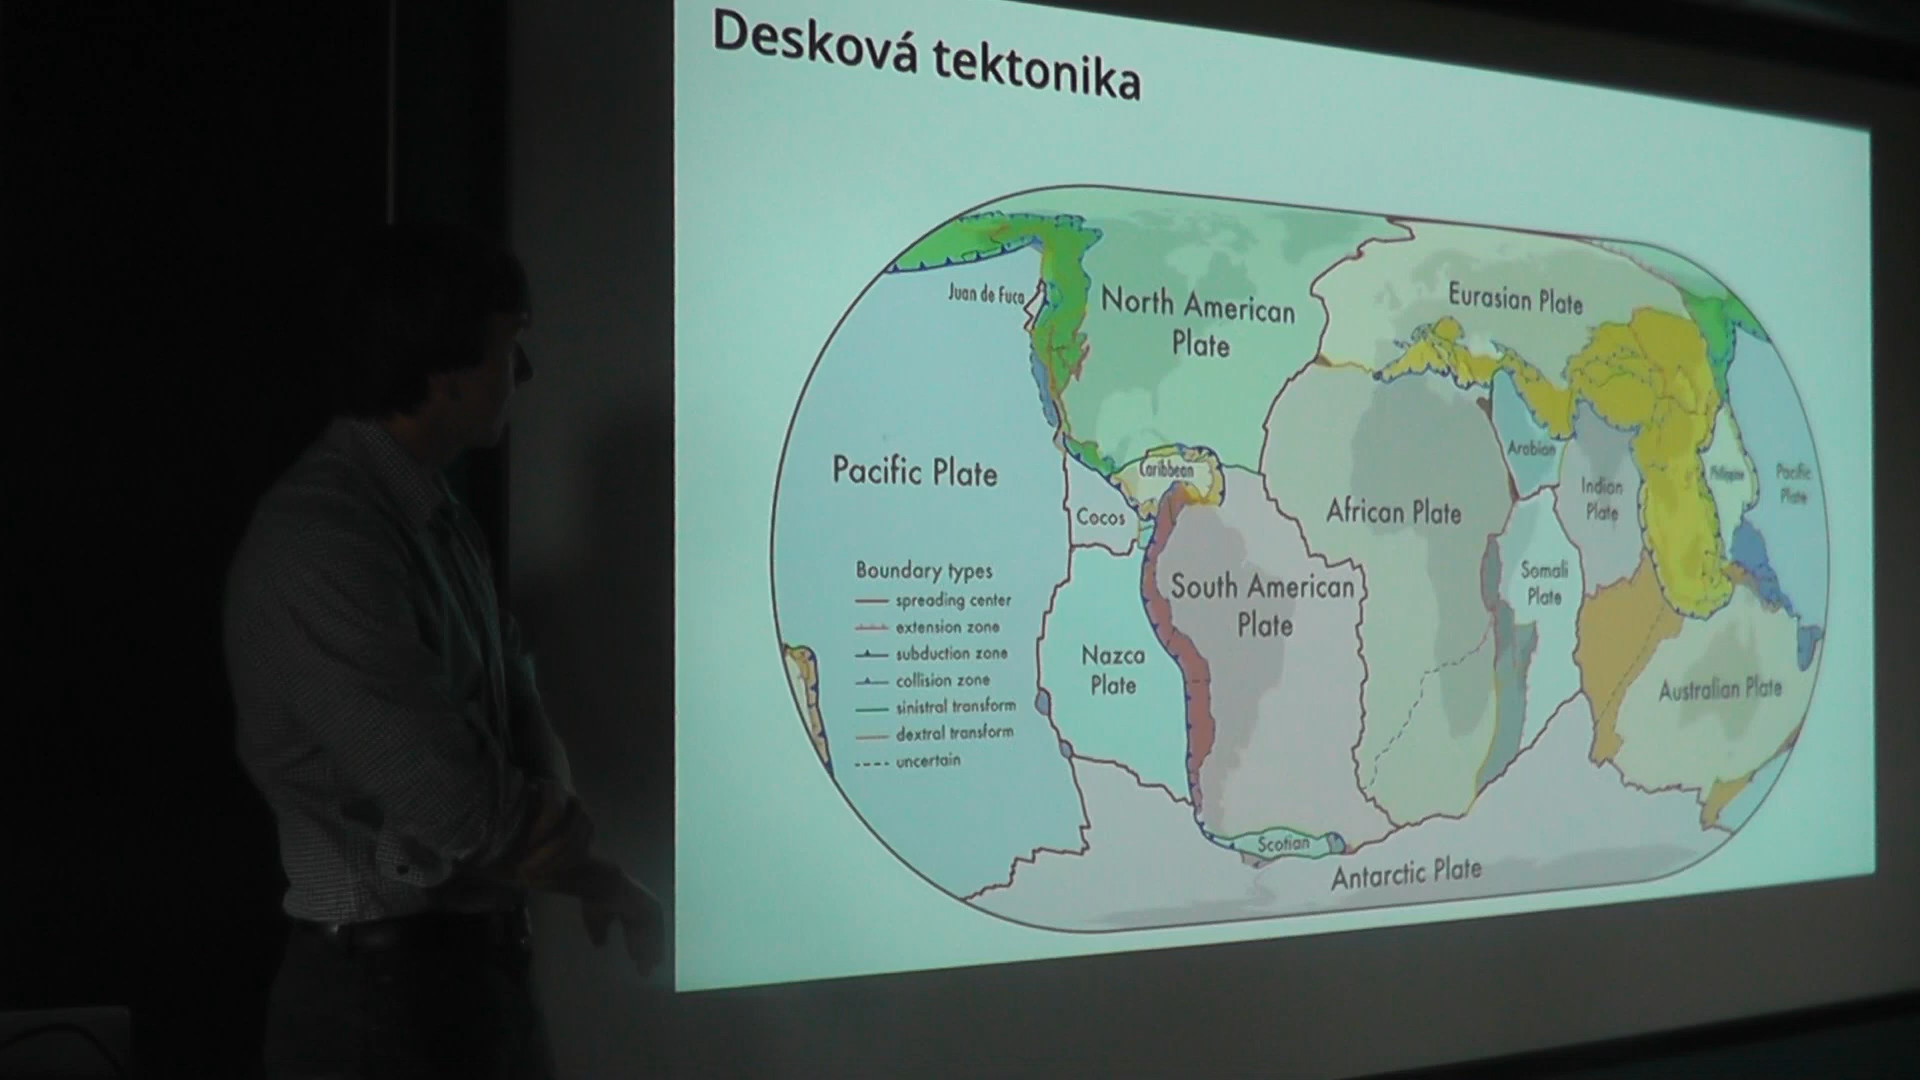 Desková tektonika
Juan de Fuca
North American
Plate
Eurasian Plate
Pacific Plate
Caribbean
Cocos
African Plate
Arabian
Indian
Plate
Philippine
Pacific
Plate
Somali
Plate
South American
Plate
Nazca
Plate
Australian Plate
Scotian
Antarctic Plate
Boundary types
spreading center
extension zone
subduction zone
collision zone
sinistral transform
dextral transform
uncertain